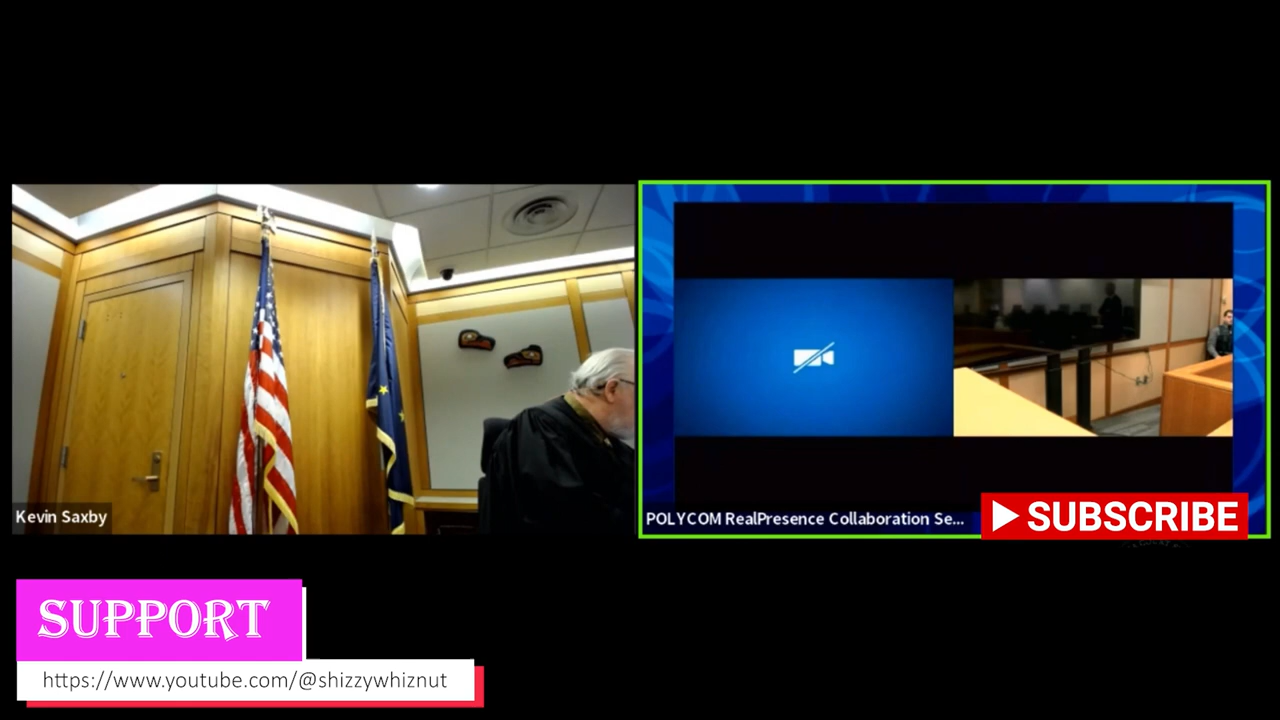 Kevin Saxby
POLYCOM RealPresence Collaboration Se...
SUBSCRIBE
SUPPORT
https://www.youtube.com/@shizzywhiznut